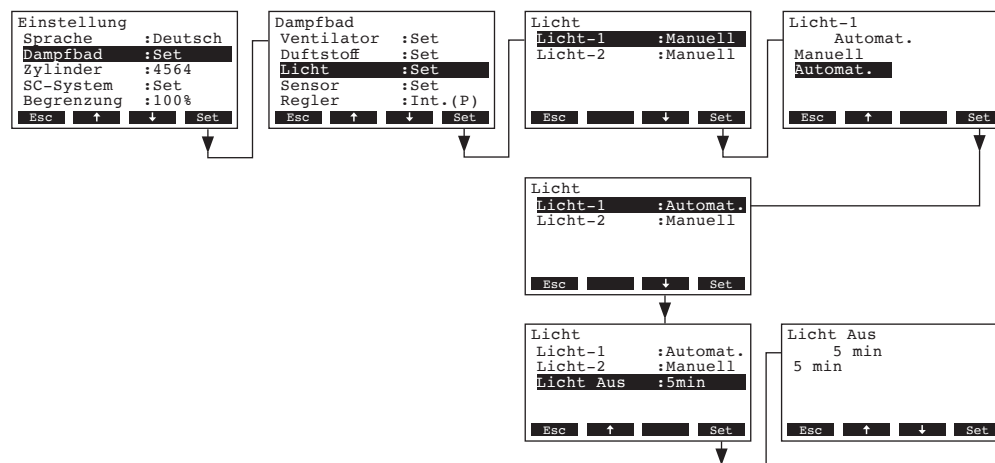 Einstellung
Sprache :Deutsch
Dampfbad :Set
Zylinder :4564
SC-System :Set
Begrenzung :100%
Esc ↑ ↓ Set
Dampfbad
Ventilator :Set
Duftstoff :Set
Licht :Set
Sensor :Set
Regler :Int.(P)
Esc ↑ ↓ Set
Licht
Licht-1 :Manuell
Licht-2 :Manuell
Esc ↓ Set
Licht-1
Automat.
Manuell
Automat.
Esc ↑ Set
Licht
Licht-1 :Automat.
Licht-2 :Manuell
Esc ↓ Set
Licht
Licht-1 :Automat.
Licht-2 :Manuell
Licht Aus :5min
Esc ↑ Set
Licht Aus
5 min
5 min
Esc ↑ ↓ Set